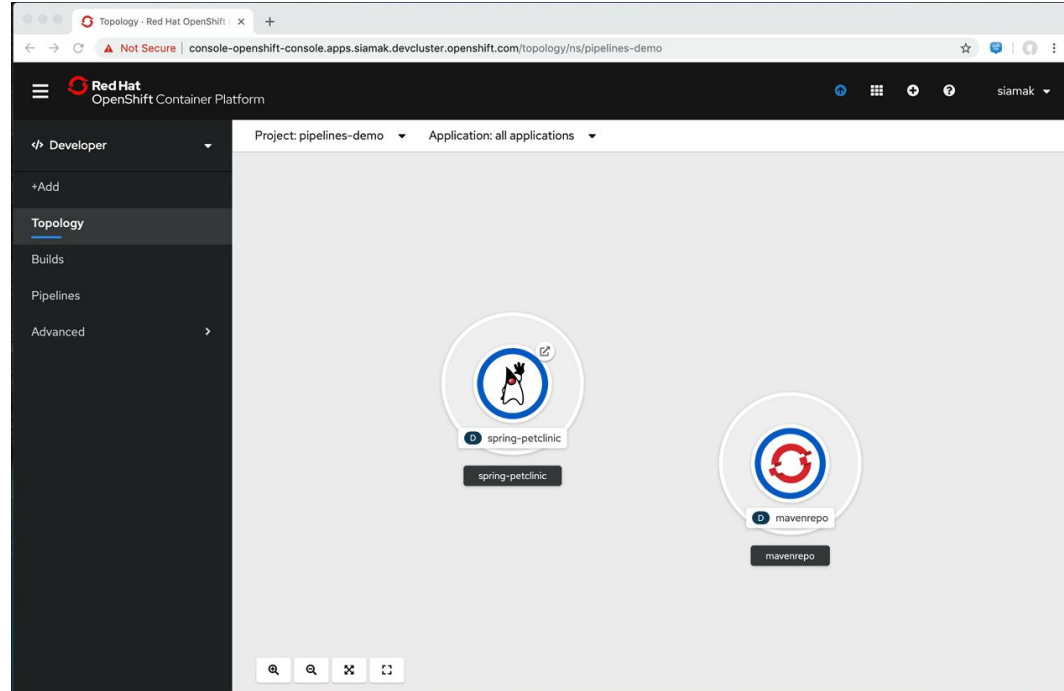 Topology · Red Hat OpenShift
Not Secure | console-openshift-console.apps.siamak.devcluster.openshift.com/topology/ns/pipelines-demo
Red Hat
OpenShift Container Platform
siamak
</> Developer
Project: pipelines-demo
Application: all applications
+Add
Topology
Builds
Pipelines
Advanced
D spring-petclinic
spring-petclinic
D mavenrepo
mavenrepo